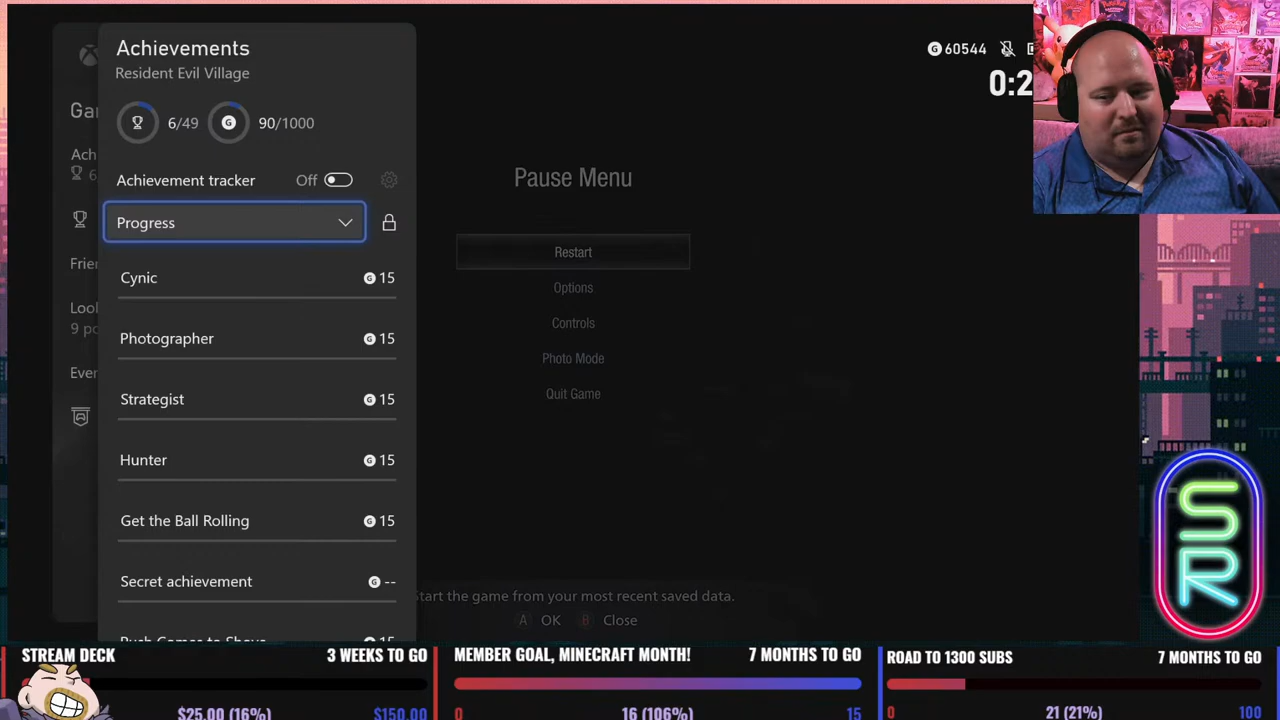 Achievements
Resident Evil Village
6/49
G
90/1000
Achievement tracker
Off
Progress
Cynic
G 15
Photographer
G 15
Strategist
G 15
Hunter
G 15
Get the Ball Rolling
G 15
Secret achievement
G --
G 60544
Pause Menu
Restart
Options
Controls
Photo Mode
Quit Game
tart the game from your most recent saved data.
A OK B Close
SR
STREAM DECK
3 WEEKS TO GO
$25.00 (16%)
$150.00
MEMBER GOAL, MINECRAFT MONTH!
7 MONTHS TO GO
0
16 (106%)
15
ROAD TO 1300 SUBS
7 MONTHS TO GO
0
21 (21%)
100